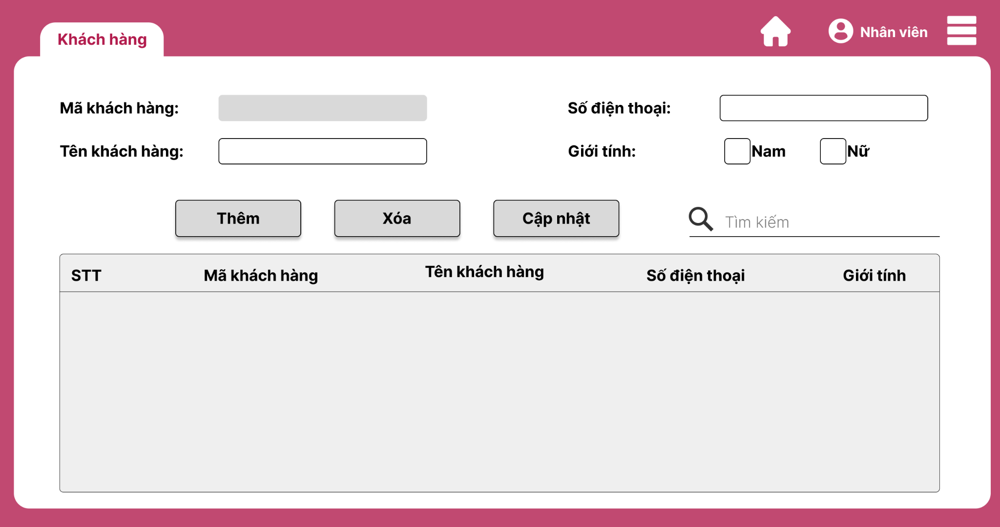 Khách hàng
Nhân viên
Mã khách hàng:
Số điện thoại:
Tên khách hàng:
Giới tính:
Nam
Nữ
Thêm
Xóa
Cập nhật
Tìm kiếm
STT
Mã khách hàng
Tên khách hàng
Số điện thoại
Giới tính